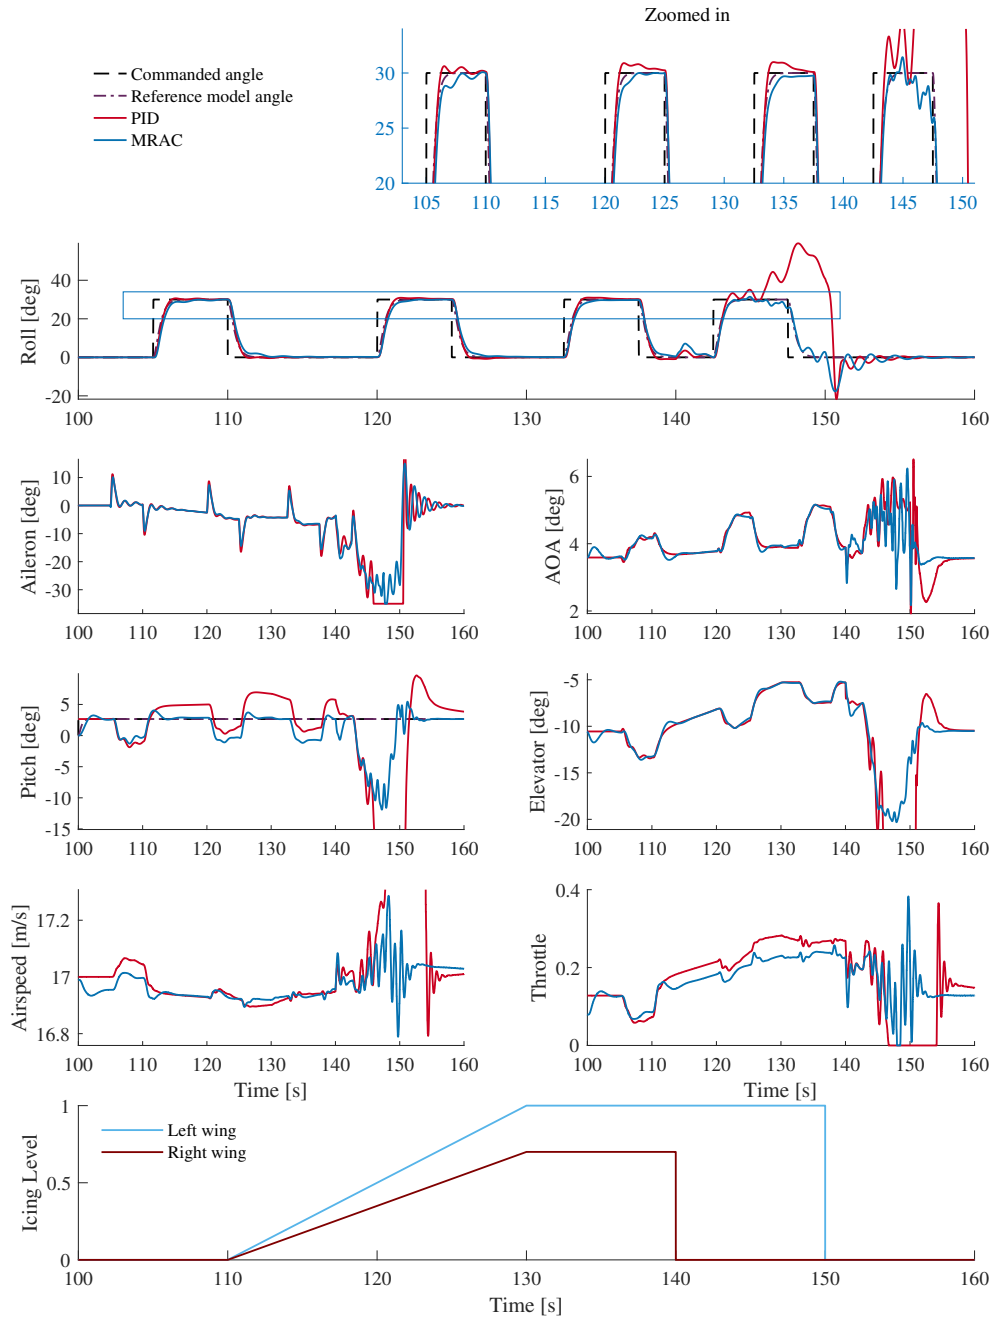 Zoomed in
Commanded angle
Reference model angle
PID
MRAC
30
25
20
105 110 115 120 125 130 135 140 145 150
Roll [deg]
40
20
0
-20
100 110 120 130 140 150 160
Aileron [deg]
10
0
-10
-20
-30
100 110 120 130 140 150 160
AOA [deg]
6
4
2
100 110 120 130 140 150 160
Pitch [deg]
5
0
-5
-10
-15
100 110 120 130 140 150 160
Elevator [deg]
-5
-10
-15
-20
100 110 120 130 140 150 160
Airspeed [m/s]
17.2
17
16.8
100 110 120 130 140 150 160
Time [s]
Throttle
0.4
0.2
0
100 110 120 130 140 150 160
Time [s]
Icing Level
1
0.5
0
Left wing
Right wing
100 110 120 130 140 150 160
Time [s]